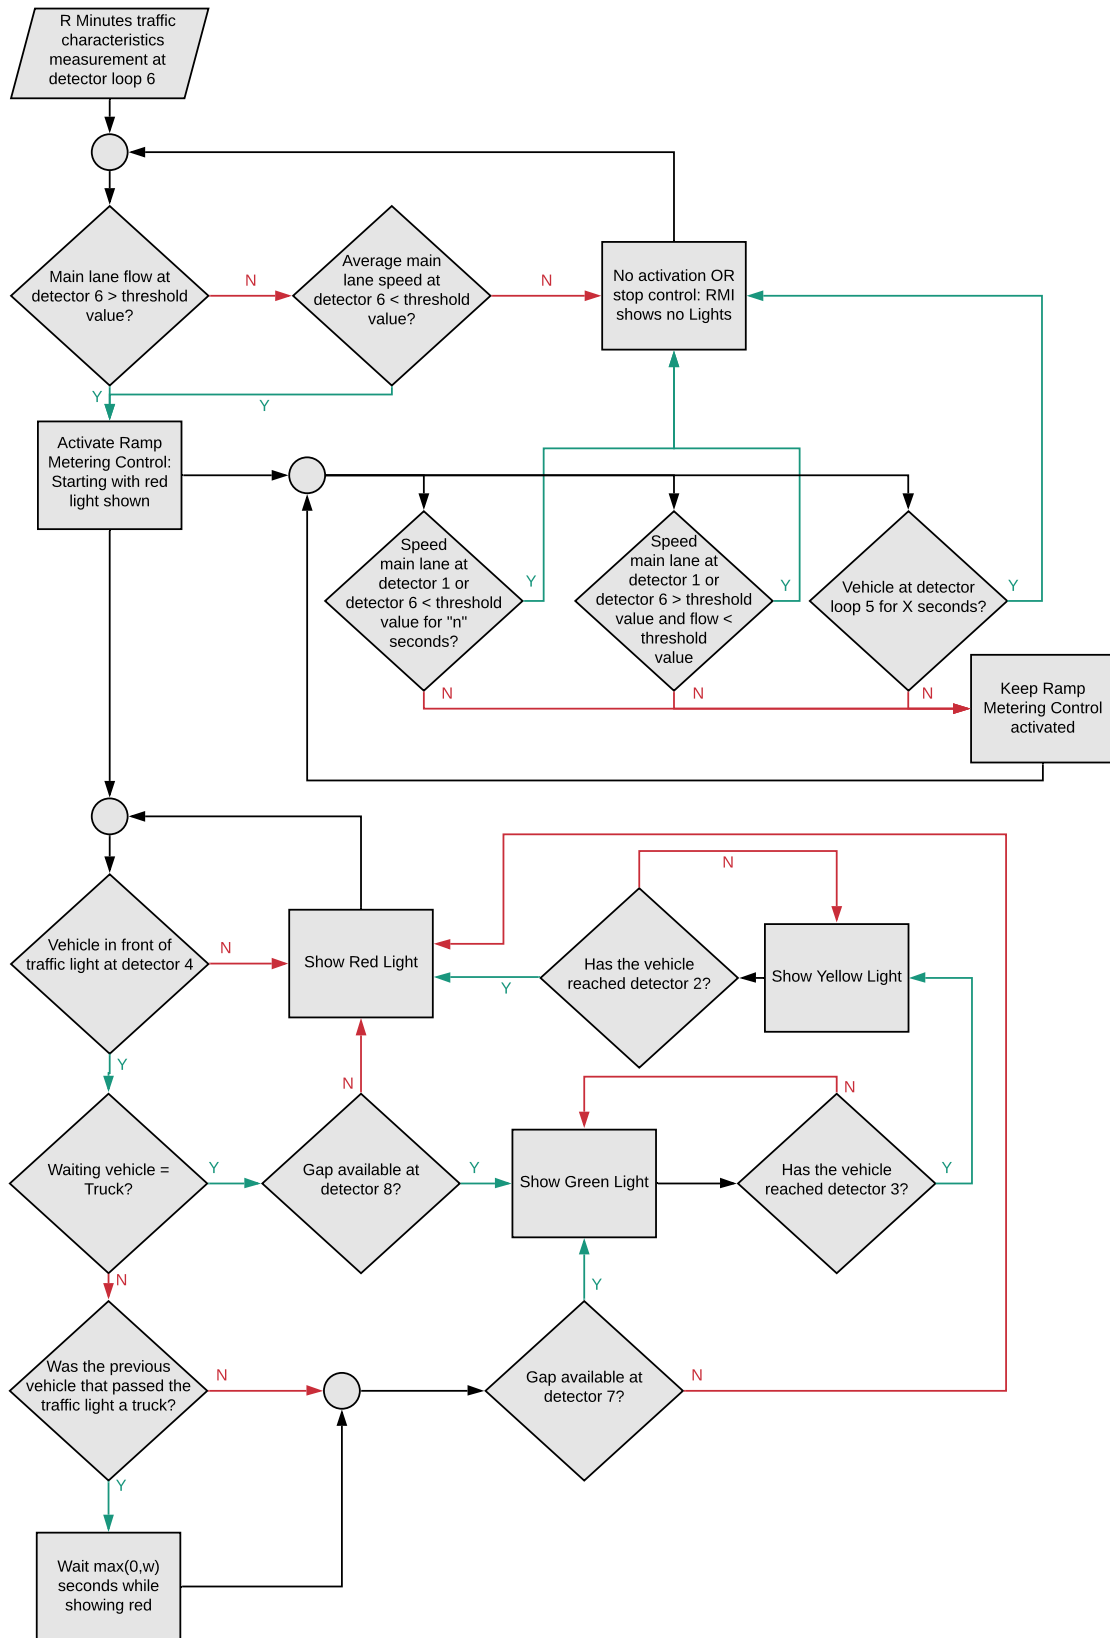 R Minutes traffic
characteristics
measurement at
detector loop 6
Main lane flow at
detector 6 > threshold
value?
N
Average main
lane speed at
detector 6 < threshold
value?
N
No activation OR
stop control: RMI
shows no Lights
Y
Y
Activate Ramp
Metering Control:
Starting with red
light shown
Speed
main lane at
detector 1 or
detector 6 < threshold
value for "n"
seconds?
Y
Speed
main lane at
detector 1 or
detector 6 > threshold
value and flow <
threshold
value
Y
Vehicle at detector
loop 5 for X seconds?
Y
N
N
N
Keep Ramp
Metering Control
activated
Vehicle in front of
traffic light at detector 4
N
Show Red Light
Y
Has the vehicle
reached detector 2?
N
Show Yellow Light
Y
Waiting vehicle =
Truck?
Y
Gap available at
detector 8?
N
Y
Show Green Light
Has the vehicle
reached detector 3?
N
Y
N
Was the previous
vehicle that passed the
traffic light a truck?
N
Gap available at
detector 7?
Y
N
Y
Wait max(0,w)
seconds while
showing red